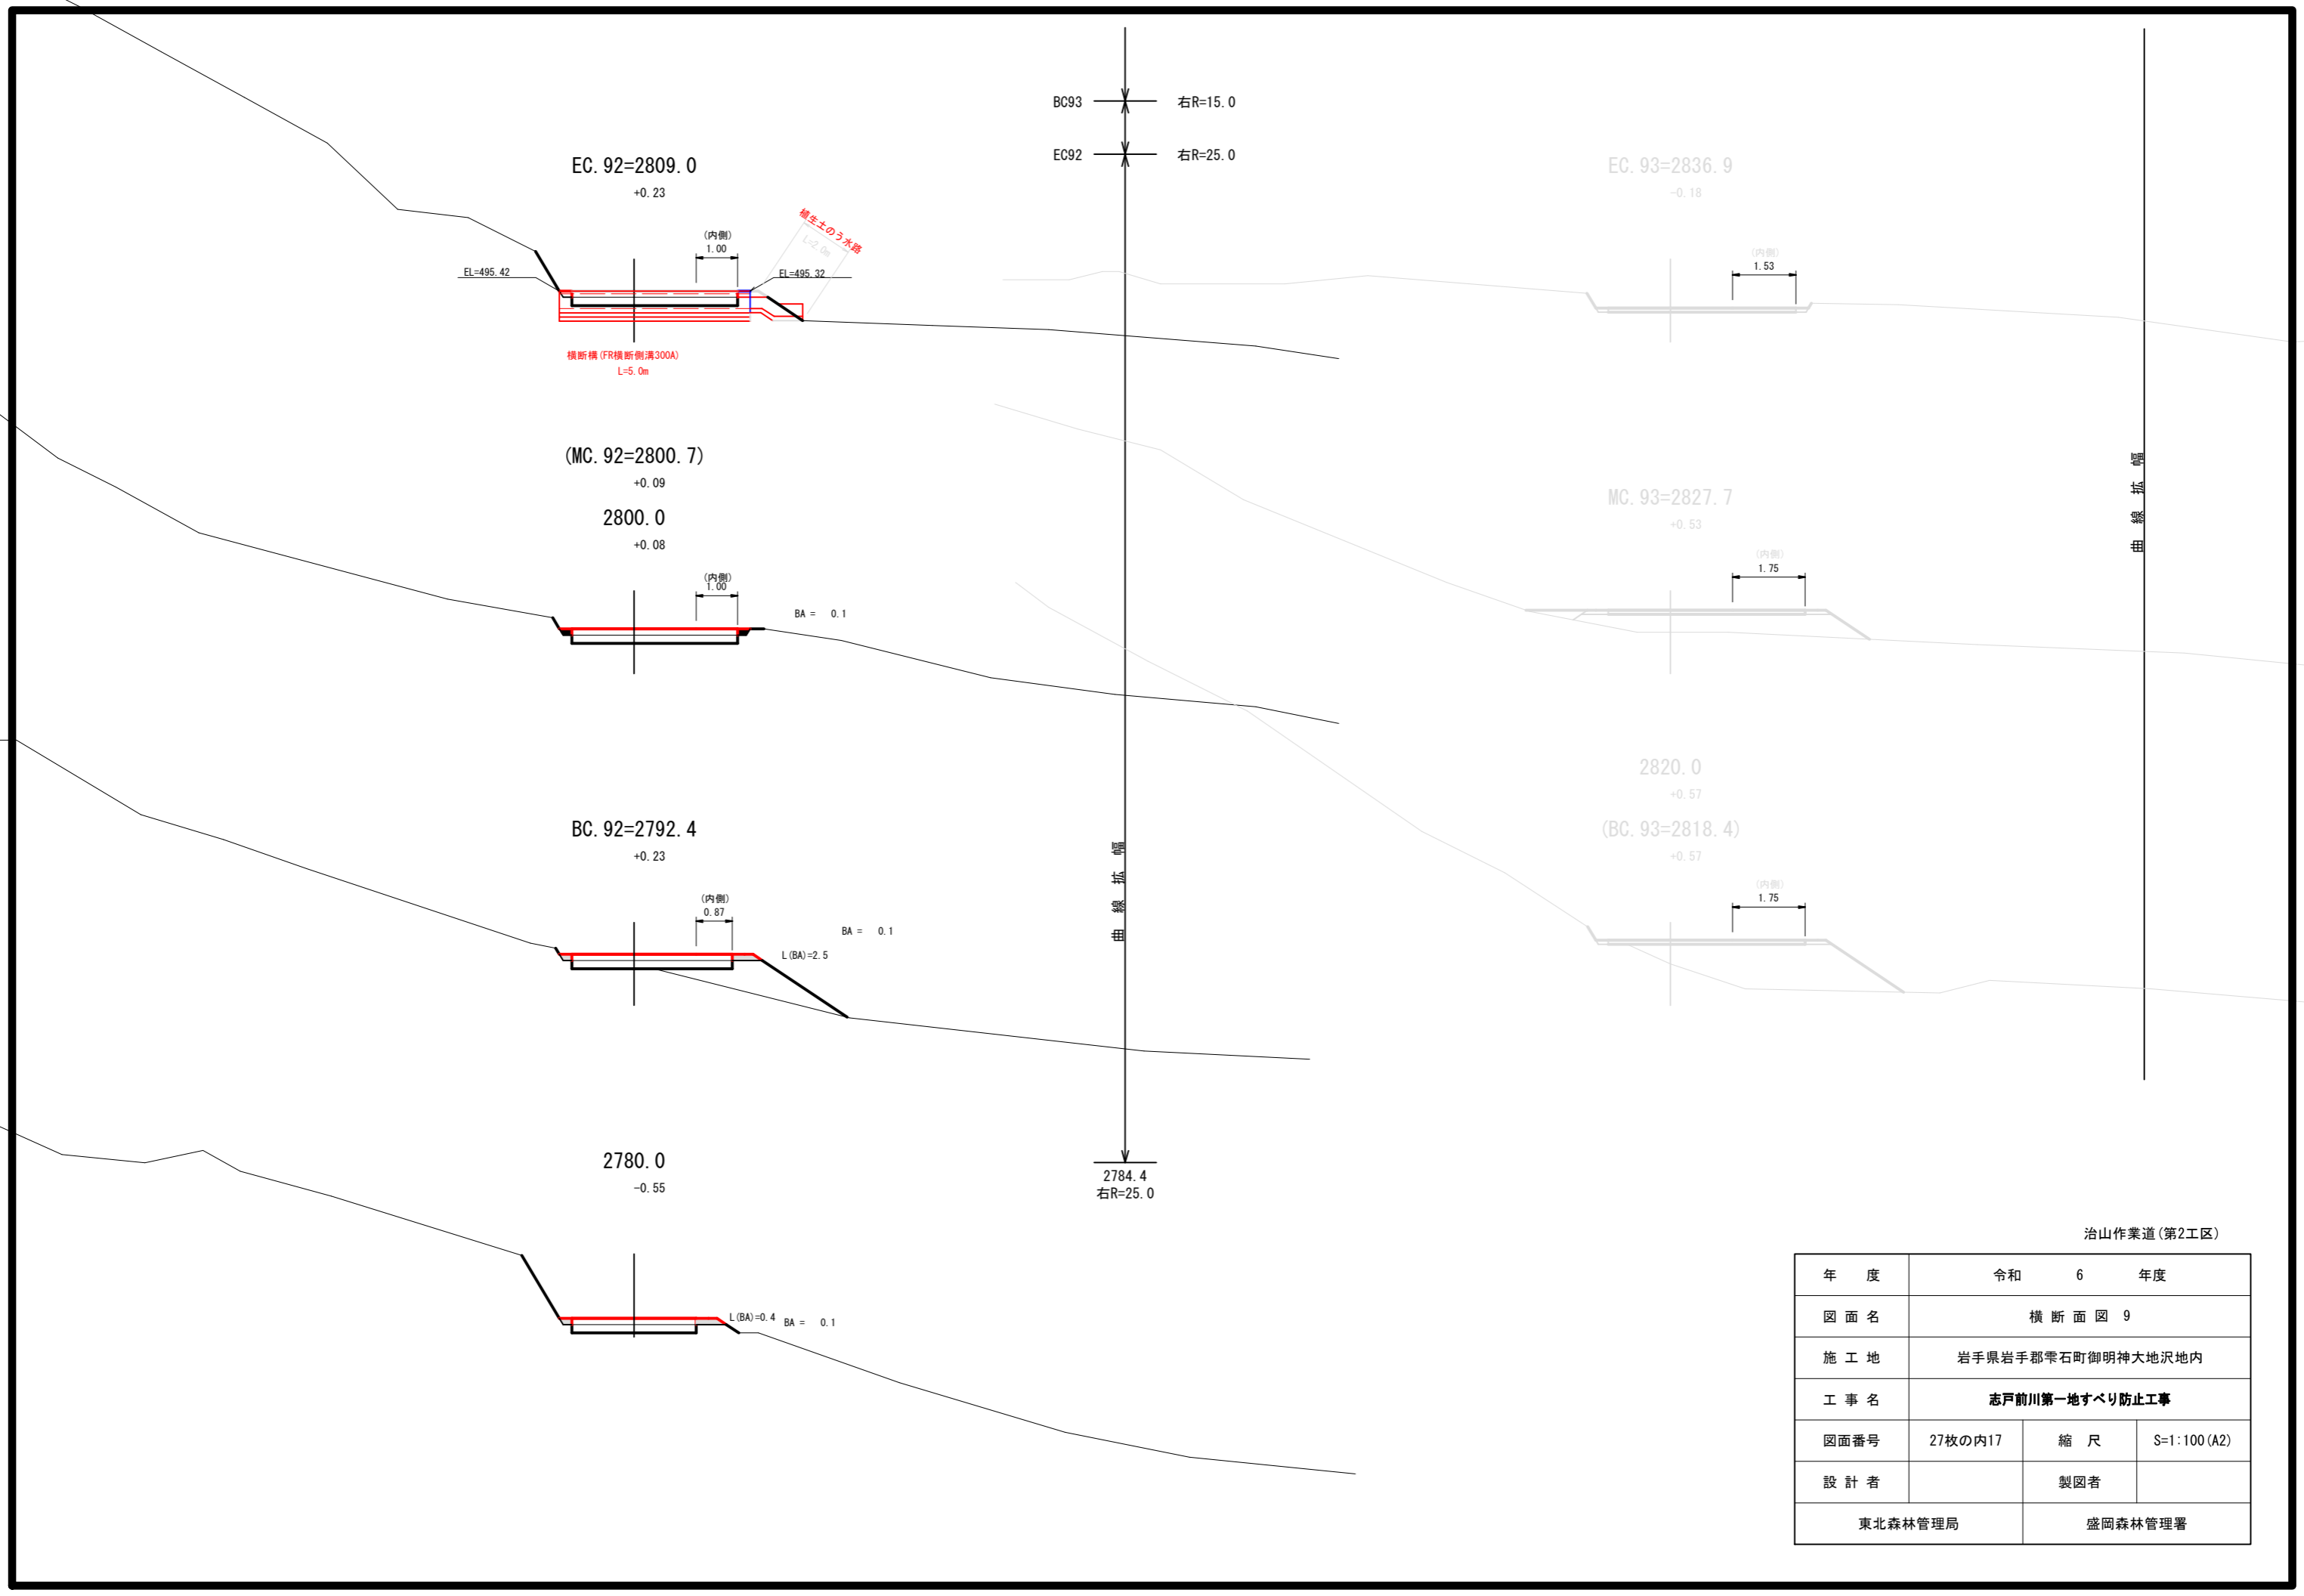 EC.92=2809.0
+0.23
(内側)
1.00
植生土のう水路
L=2.0m
EL=495.42
EL=495.32
横断横(FR横断側溝300A)
L=5.0m
(MC.92=2800.7)
+0.09
2800.0
+0.08
(内側)
1.00
BA = 0.1
BC.92=2792.4
+0.23
(内側)
0.87
BA = 0.1
L(BA)=2.5
2780.0
-0.55
L(BA)=0.4
BA = 0.1
BC93 右R=15.0
EC92 右R=25.0
曲線拡幅
2784.4
右R=25.0
EC.93=2836.9
-0.18
(内側)
1.53
MC.93=2827.7
+0.53
(内側)
1.75
2820.0
+0.57
(BC.93=2818.4)
+0.57
(内側)
1.75
曲線拡幅
治山作業道(第2工区)
年 度 令和 6 年度
図面名 横断面図 9
施工地 岩手県岩手郡雫石町御明神大地沢地内
工事名 志戸前川第一地すべり防止工事
図面番号 27枚の内17 縮尺 S=1:100(A2)
設計者 製図者
東北森林管理局 盛岡森林管理署